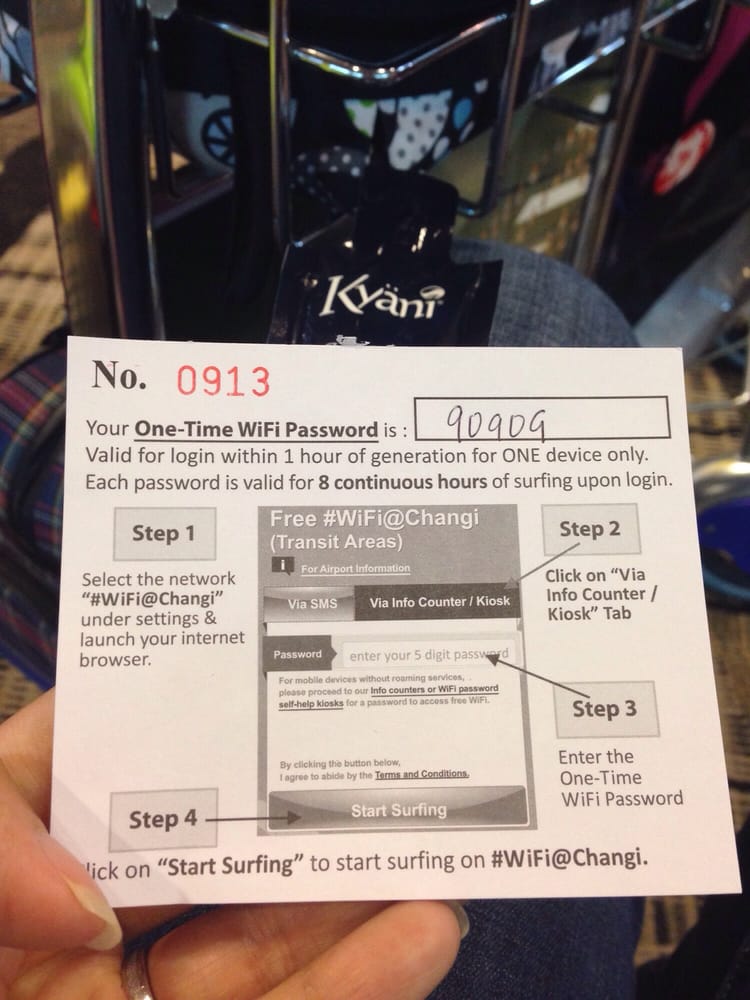 Kyäni
No. 0913
Your One-Time WiFi Password is : 90909
Valid for login within 1 hour of generation for ONE device only.
Each password is valid for 8 continuous hours of surfing upon login.
Step 1
Select the network
“#WiFi@Changi”
under settings &
launch your internet
browser.
Free #WiFi@Changi
(Transit Areas)
i For Airport Information
Via SMS
Via Info Counter / Kiosk
Password
enter your 5 digit password
For mobile devices without roaming services,
please proceed to our Info counters or WiFi password
self-help kiosks for a password to access free WiFi.
By clicking the button below,
I agree to abide by the Terms and Conditions.
Start Surfing
Step 2
Click on “Via
Info Counter /
Kiosk” Tab
Step 3
Enter the
One-Time
WiFi Password
Step 4
lick on “Start Surfing” to start surfing on #WiFi@Changi.